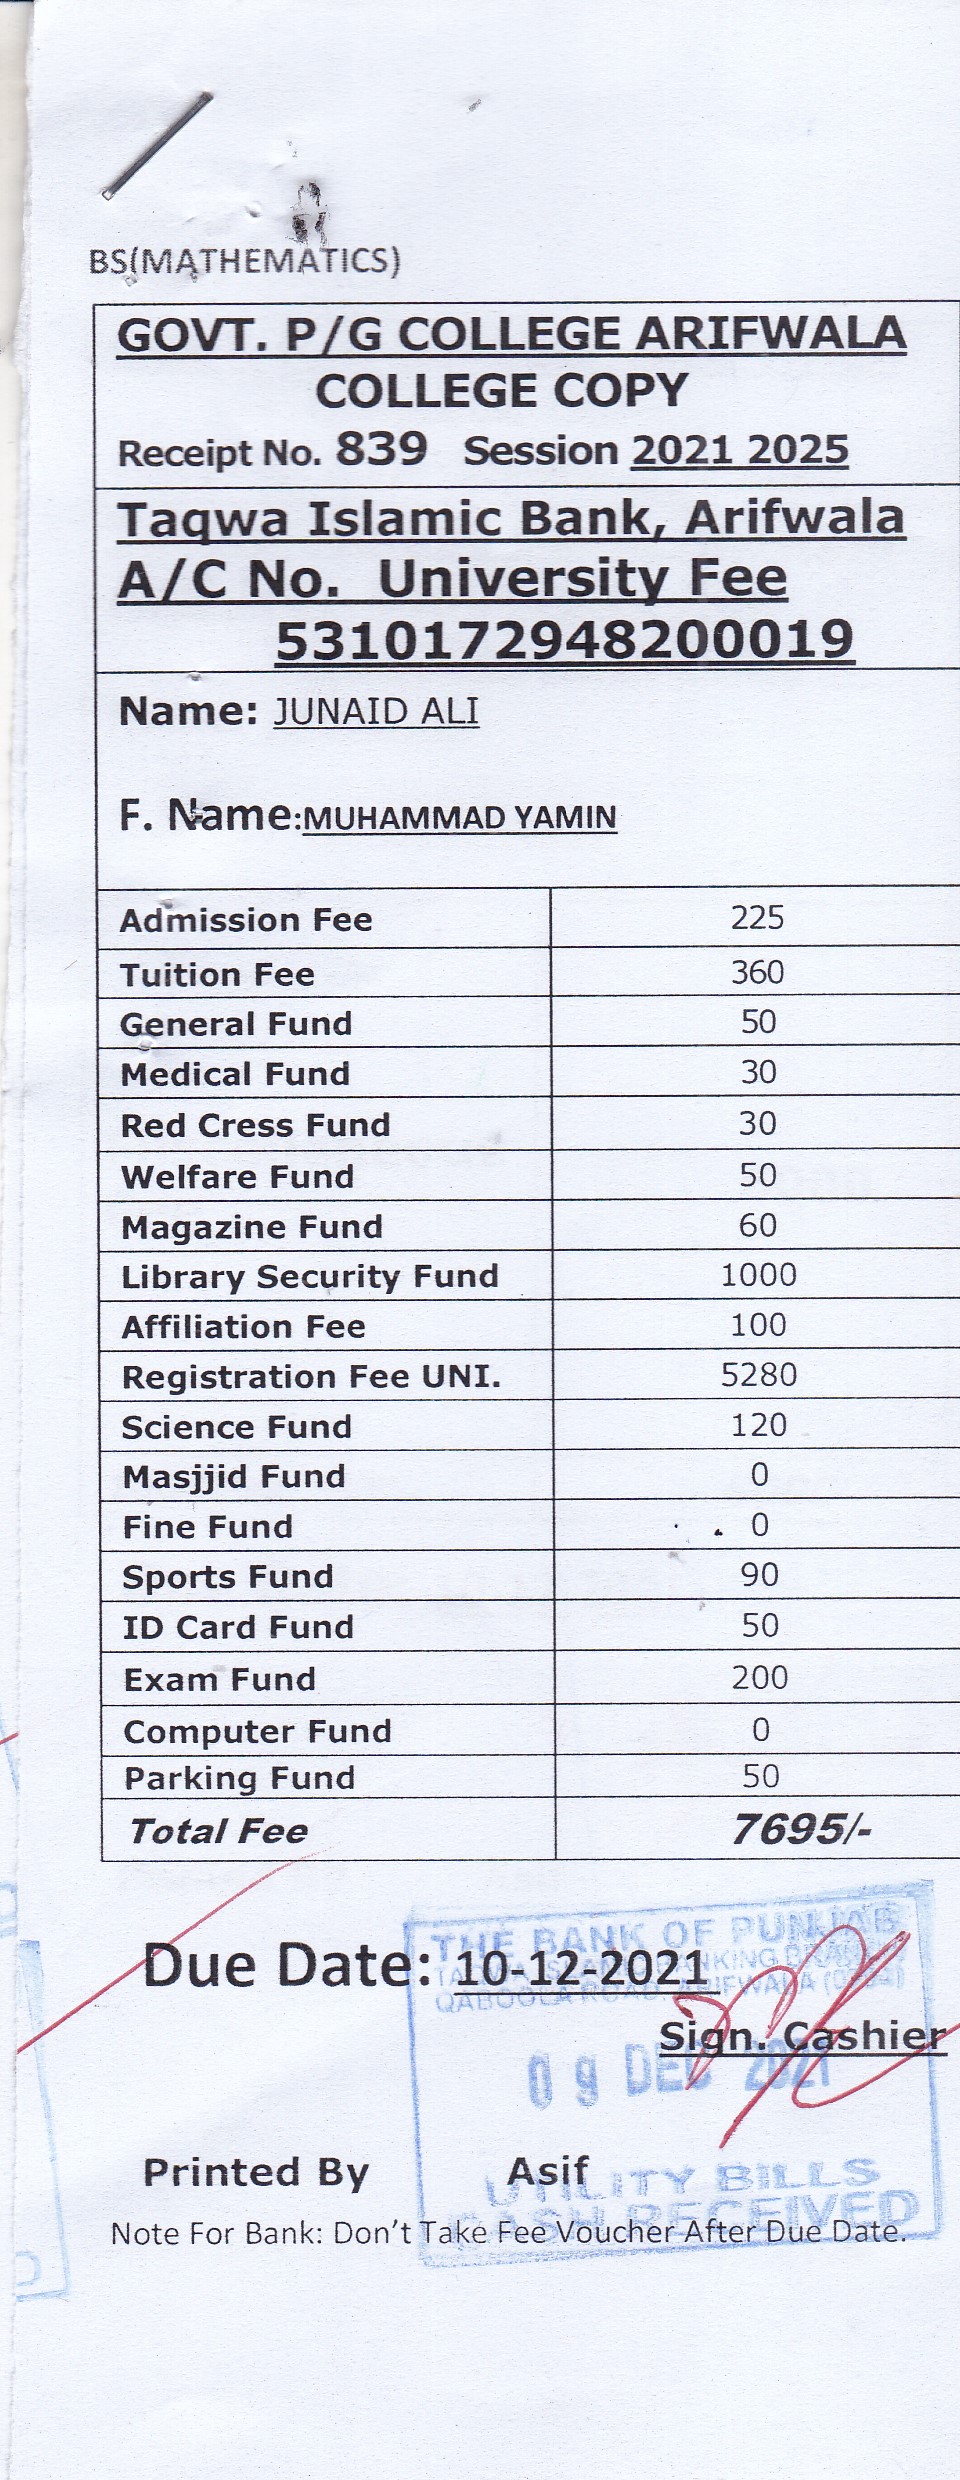 BS(MATHEMATICS)
GOVT. P/G COLLEGE ARIFWALA
COLLEGE COPY
Receipt No. 839 Session 2021 2025
Taqwa Islamic Bank, Arifwala
A/C No. University Fee
5310172948200019
Name: JUNAID ALI
F. Name:MUHAMMAD YAMIN
Admission Fee 225
Tuition Fee 360
General Fund 50
Medical Fund 30
Red Cress Fund 30
Welfare Fund 50
Magazine Fund 60
Library Security Fund 1000
Affiliation Fee 100
Registration Fee UNI. 5280
Science Fund 120
Masjjid Fund 0
Fine Fund 0
Sports Fund 90
ID Card Fund 50
Exam Fund 200
Computer Fund 0
Parking Fund 50
Total Fee 7695/-
THE BANK OF PUNJAB
Due Date: 10-12-2021
QABOOLA ROAD ARIFWALA
Sign. Cashier
09 DEC 2021
Printed By Asif
UTILITY BILLS
CASH RECEIVED
Note For Bank: Don't Take Fee Voucher After Due Date.